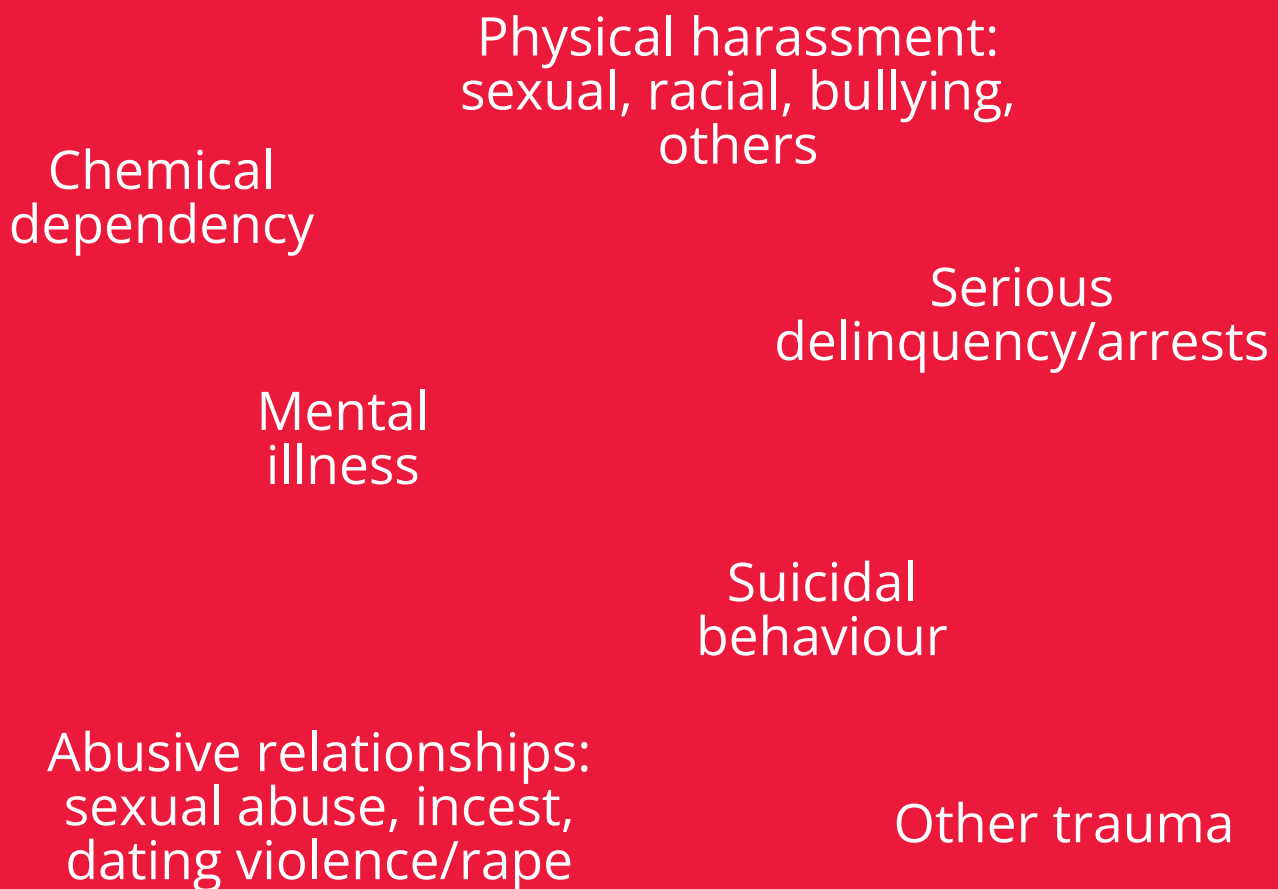 Physical harassment:
sexual, racial, bullying,
others
Chemical
dependency
Serious
delinquency/arrests
Mental
illness
Suicidal
behaviour
Abusive relationships:
sexual abuse, incest,
dating violence/rape
Other trauma